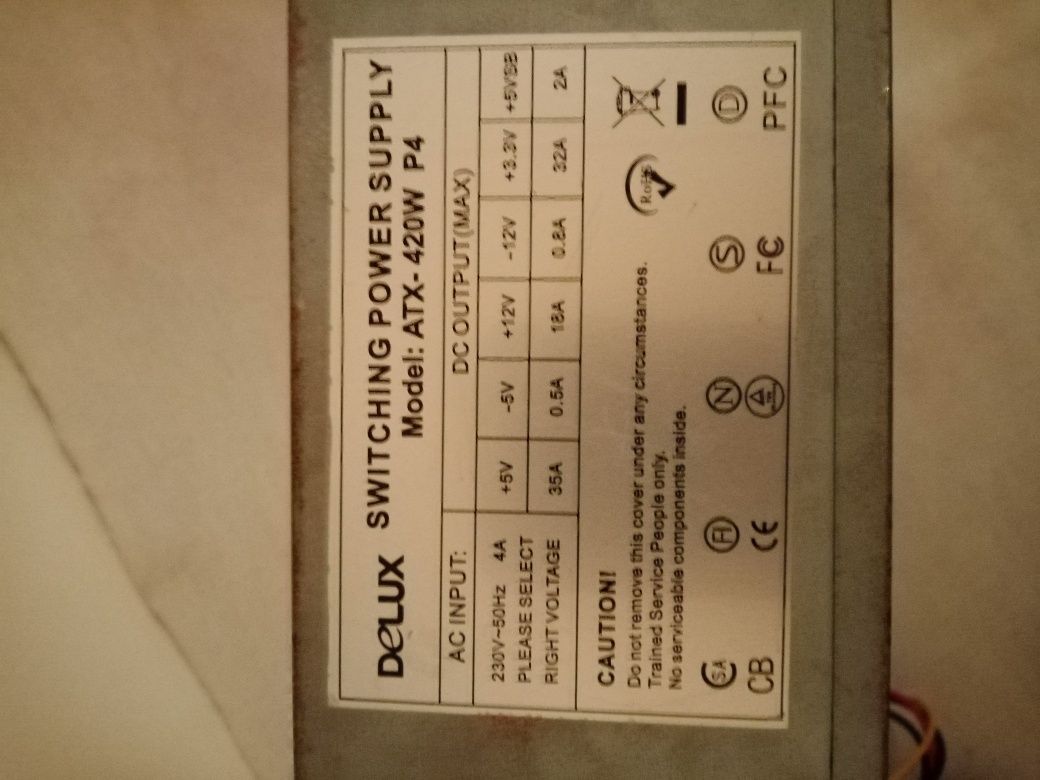 DELUX SWITCHING POWER SUPPLY
Model: ATX- 420W P4
AC INPUT: DC OUTPUT(MAX)
230V~50Hz 4A +5V -5V +12V -12V +3.3V +5VSB
PLEASE SELECT
RIGHT VOLTAGE 35A 0.5A 18A 0.8A 32A 2A
CAUTION!
Do not remove this cover under any circumstances.
Trained Service People only.
No serviceable components inside.
RoHS
SA FI N S D
CB CE FC PFC